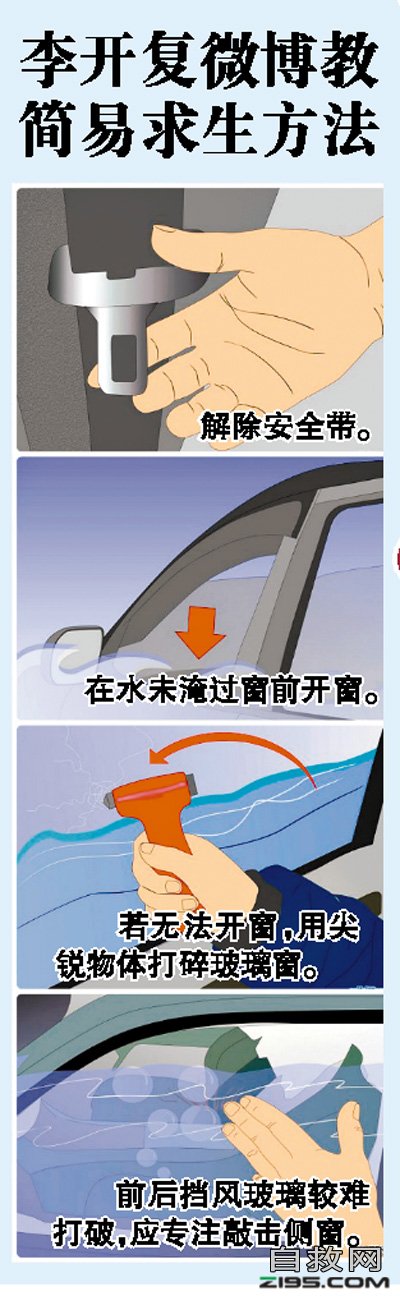 李开复微博教
简易求生方法
解除安全带。
在水未淹过窗前开窗。
若无法开窗,用尖
锐物体打碎玻璃窗。
前后挡风玻璃较难
打破,应专注敲击侧窗。
自救网
ZI95.COM